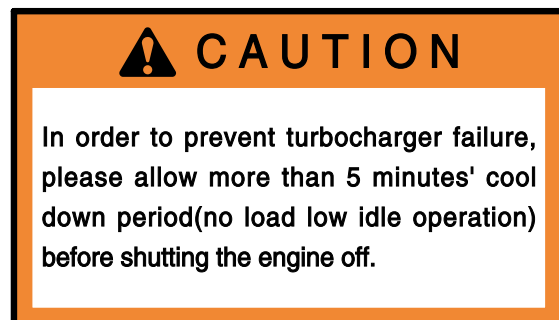 CAUTION
In order to prevent turbocharger failure,
please allow more than 5 minutes' cool
down period(no load low idle operation)
before shutting the engine off.